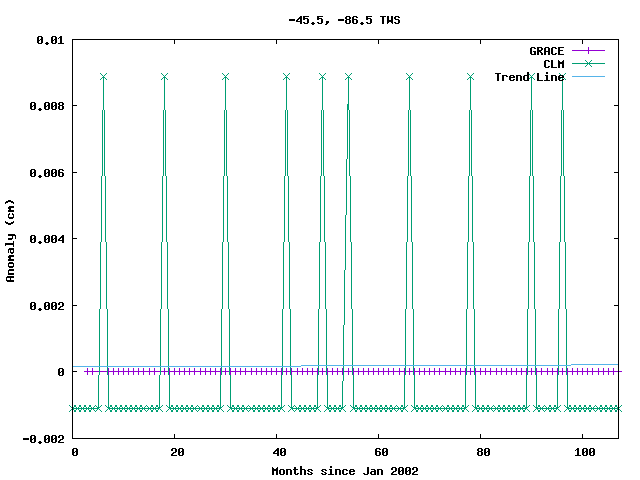 -45.5, -86.5 TWS
0.01
GRACE
CLM
Trend Line
0.008
0.006
0.004
0.002
0
-0.002
Anomaly (cm)
0 20 40 60 80 100
Months since Jan 2002